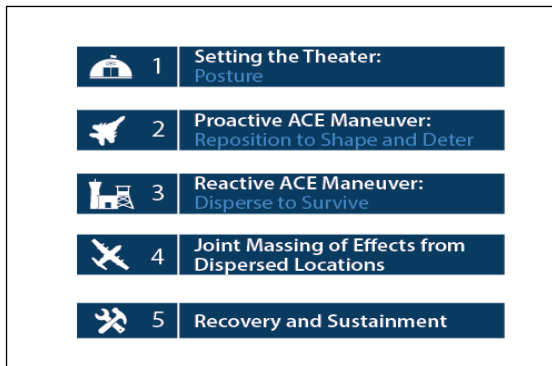 1
Setting the Theater:
Posture
2
Proactive ACE Maneuver:
Reposition to Shape and Deter
3
Reactive ACE Maneuver:
Disperse to Survive
4
Joint Massing of Effects from
Dispersed Locations
5
Recovery and Sustainment